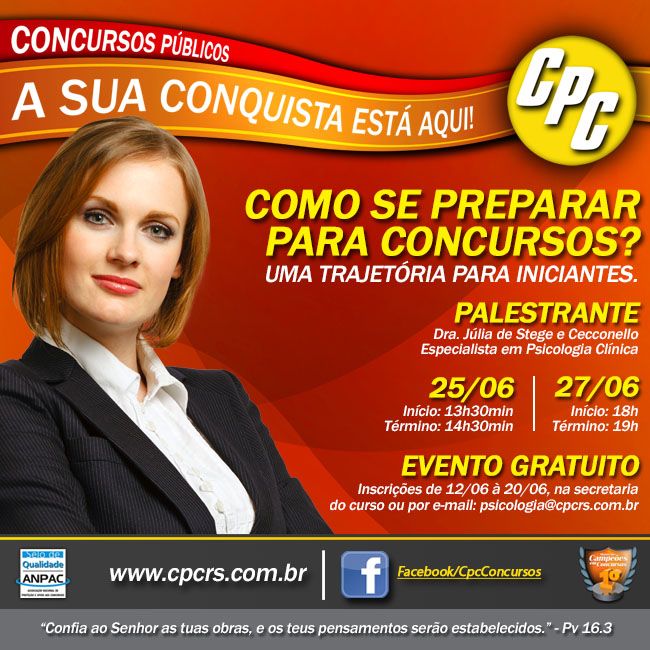 CONCURSOS PÚBLICOS
A SUA CONQUISTA ESTÁ AQUI!
CPC
COMO SE PREPARAR
PARA CONCURSOS?
UMA TRAJETÓRIA PARA INICIANTES.
PALESTRANTE
Dra. Júlia de Stege e Cecconello
Especialista em Psicologia Clínica
25/06
Início: 13h30min
Término: 14h30min
27/06
Início: 18h
Término: 19h
EVENTO GRATUITO
Inscrições de 12/06 à 20/06, na secretaria
do curso ou por e-mail: psicologia@cpcrs.com.br
Selo de
Qualidade
ANPAC
www.cpcrs.com.br
f
Facebook/CpcConcursos
Campeões
em Concursos
1º
"Confia ao Senhor as tuas obras, e os teus pensamentos serão estabelecidos." - Pv 16.3